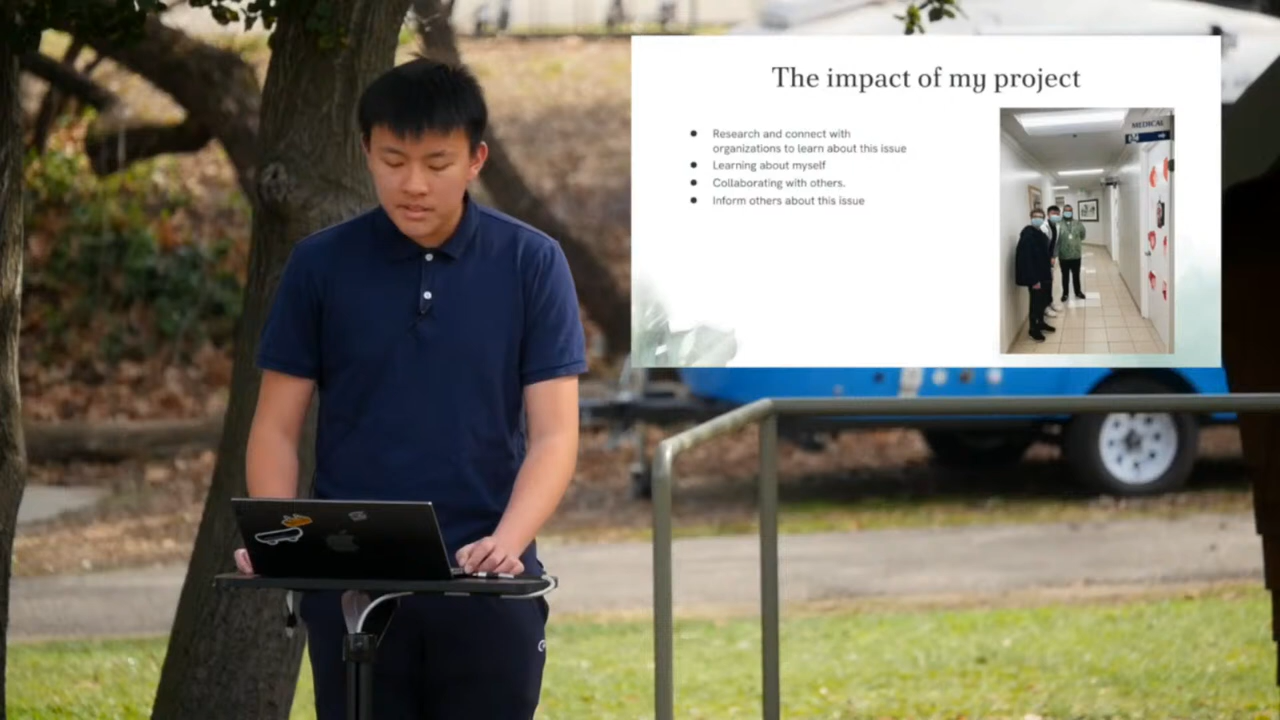 The impact of my project
● Research and connect with
organizations to learn about this issue
● Learning about myself
● Collaborating with others.
● Inform others about this issue
MEDICAL